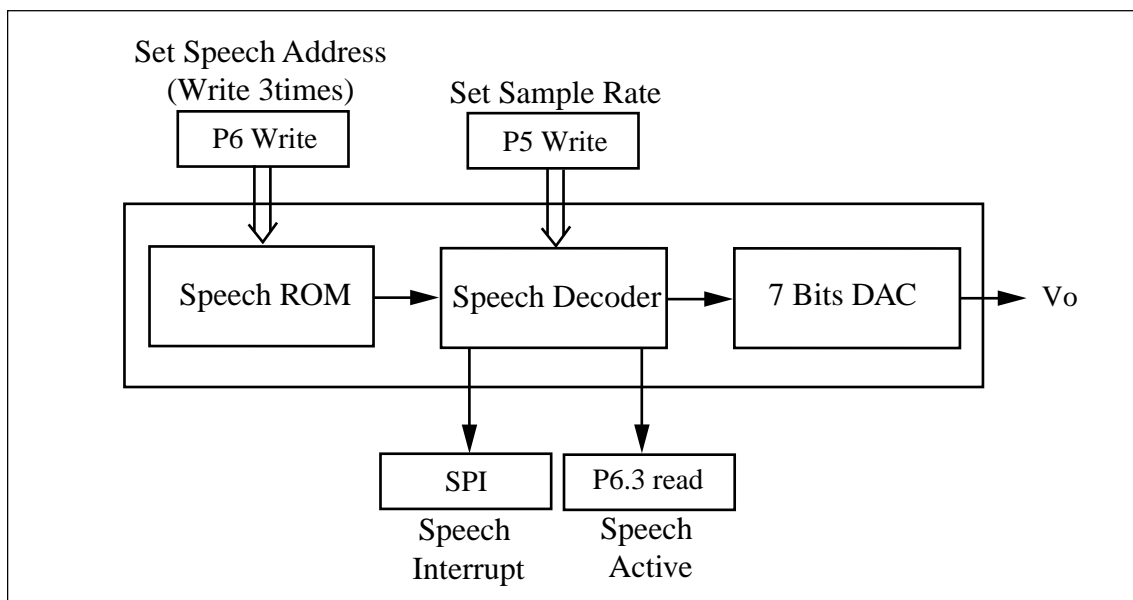 Set Speech Address
(Write 3times)
P6 Write
Set Sample Rate
P5 Write
Speech ROM
Speech Decoder
7 Bits DAC
Vo
SPI
Speech
Interrupt
P6.3 read
Speech
Active